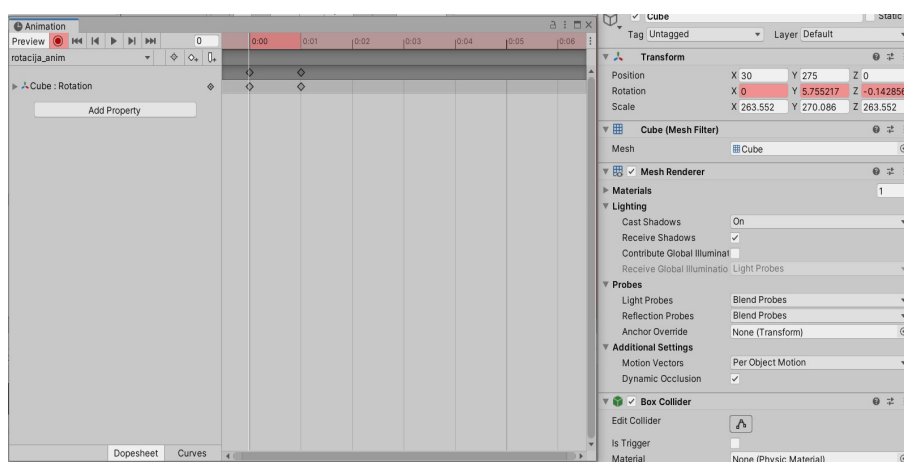 Animation
Preview 0 0:00 0:01 0:02 0:03 0:04 0:05 0:06
rotacija_anim
Cube : Rotation
Add Property
Dopesheet Curves
Cube Static
Tag Untagged Layer Default
Transform
Position X 30 Y 275 Z 0
Rotation X 0 Y 5.755217 Z -0.142856
Scale X 263.552 Y 270.086 Z 263.552
Cube (Mesh Filter)
Mesh Cube
Mesh Renderer
Materials 1
Lighting
Cast Shadows On
Receive Shadows
Contribute Global Illuminat
Receive Global Illuminatio Light Probes
Probes
Light Probes Blend Probes
Reflection Probes Blend Probes
Anchor Override None (Transform)
Additional Settings
Motion Vectors Per Object Motion
Dynamic Occlusion
Box Collider
Edit Collider
Is Trigger
Material None (Physic Material)